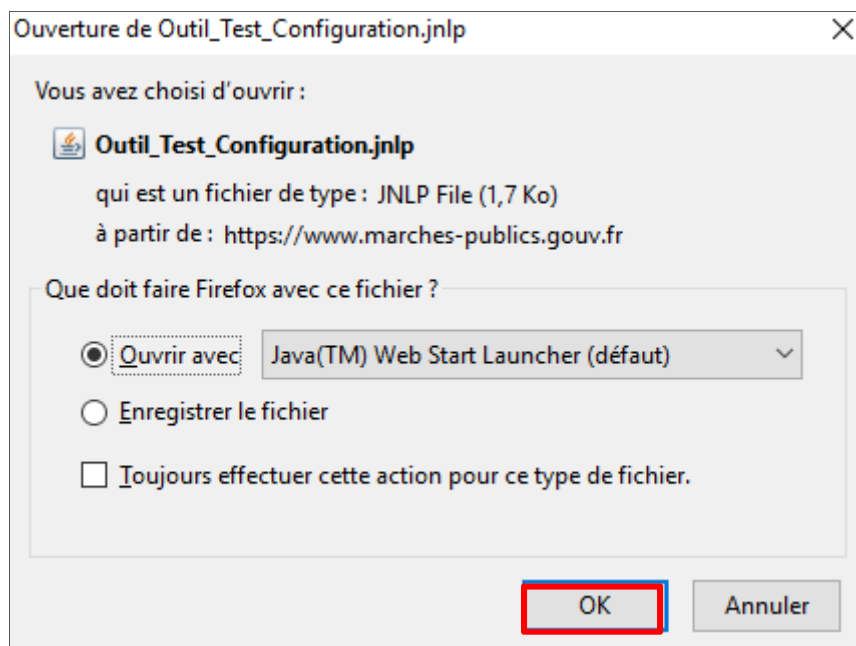 Ouverture de Outil_Test_Configuration.jnlp
Vous avez choisi d'ouvrir :
Outil_Test_Configuration.jnlp
qui est un fichier de type : JNLP File (1,7 Ko)
à partir de : https://www.marches-publics.gouv.fr
Que doit faire Firefox avec ce fichier ?
Ouvrir avec Java(TM) Web Start Launcher (défaut)
Enregistrer le fichier
Toujours effectuer cette action pour ce type de fichier.
OK Annuler